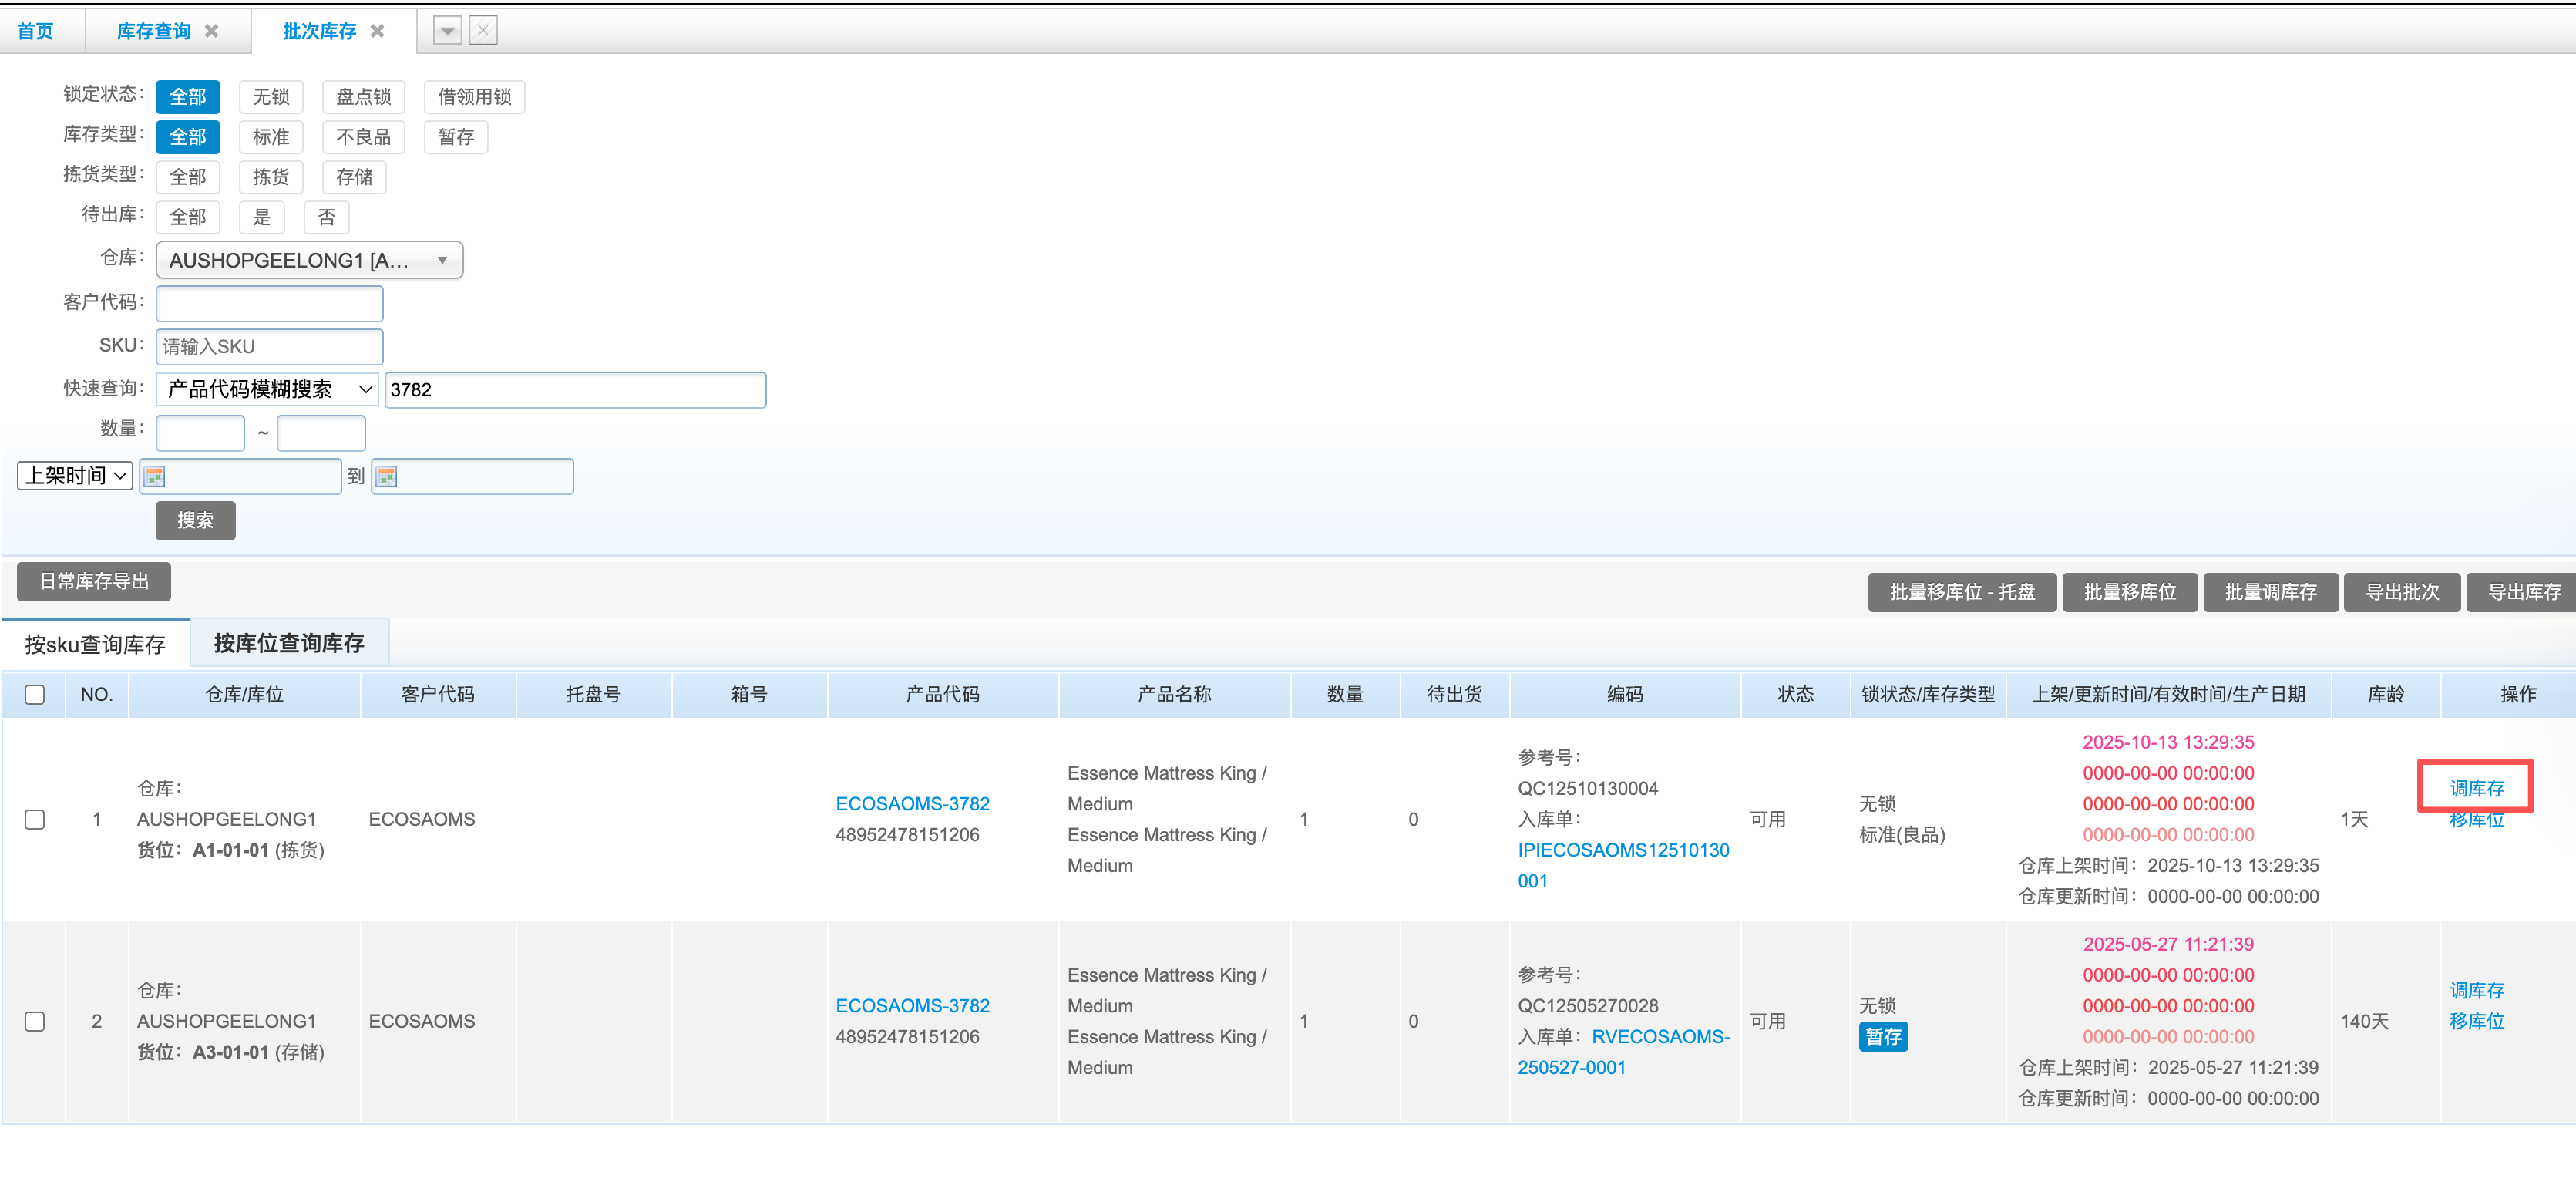 首页 库存查询 批次库存
锁定状态： 全部 无锁 盘点锁 借领用锁
库存类型： 全部 标准 不良品 暂存
拣货类型： 全部 拣货 存储
待出库： 全部 是 否
仓库： AUSHOPGEELONG1 [A...
客户代码：
SKU： 请输入SKU
快速查询： 产品代码模糊搜索 3782
数量： ~
上架时间 到
搜索
日常库存导出 批量移库位 - 托盘 批量移库位 批量调库存 导出批次 导出库存
按sku查询库存 按库位查询库存
NO. 仓库/库位 客户代码 托盘号 箱号 产品代码 产品名称 数量 待出货 编码 状态 锁状态/库存类型 上架/更新时间/有效时间/生产日期 库龄 操作
1
仓库：
AUSHOPGEELONG1
货位：A1-01-01 (拣货)
ECOSAOMS
ECOSAOMS-3782
48952478151206
Essence Mattress King /
Medium
Essence Mattress King /
Medium
1
0
参考号：
QC12510130004
入库单：
IPIECOSAOMS12510130
001
可用
无锁
标准(良品)
2025-10-13 13:29:35
0000-00-00 00:00:00
0000-00-00 00:00:00
0000-00-00 00:00:00
仓库上架时间：2025-10-13 13:29:35
仓库更新时间：0000-00-00 00:00:00
1天
调库存
移库位
2
仓库：
AUSHOPGEELONG1
货位：A3-01-01 (存储)
ECOSAOMS
ECOSAOMS-3782
48952478151206
Essence Mattress King /
Medium
Essence Mattress King /
Medium
1
0
参考号：
QC12505270028
入库单：RVECOSAOMS-
250527-0001
可用
无锁
暂存
2025-05-27 11:21:39
0000-00-00 00:00:00
0000-00-00 00:00:00
0000-00-00 00:00:00
仓库上架时间：2025-05-27 11:21:39
仓库更新时间：0000-00-00 00:00:00
140天
调库存
移库位